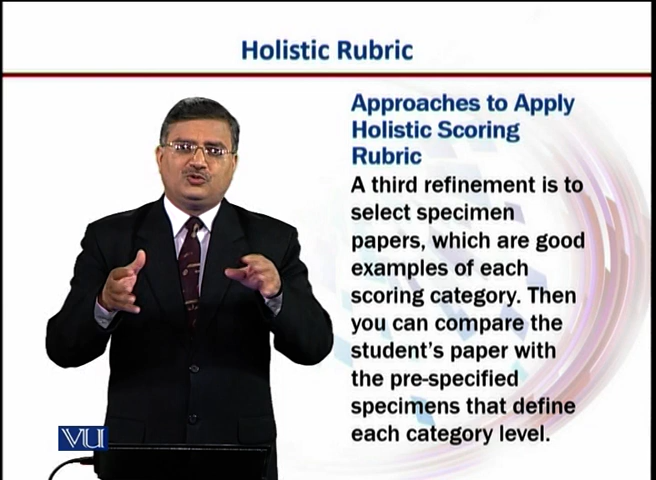 Holistic Rubric
Approaches to Apply
Holistic Scoring
Rubric
A third refinement is to
select specimen
papers, which are good
examples of each
scoring category. Then
you can compare the
student's paper with
the pre-specified
specimens that define
each category level.
VU